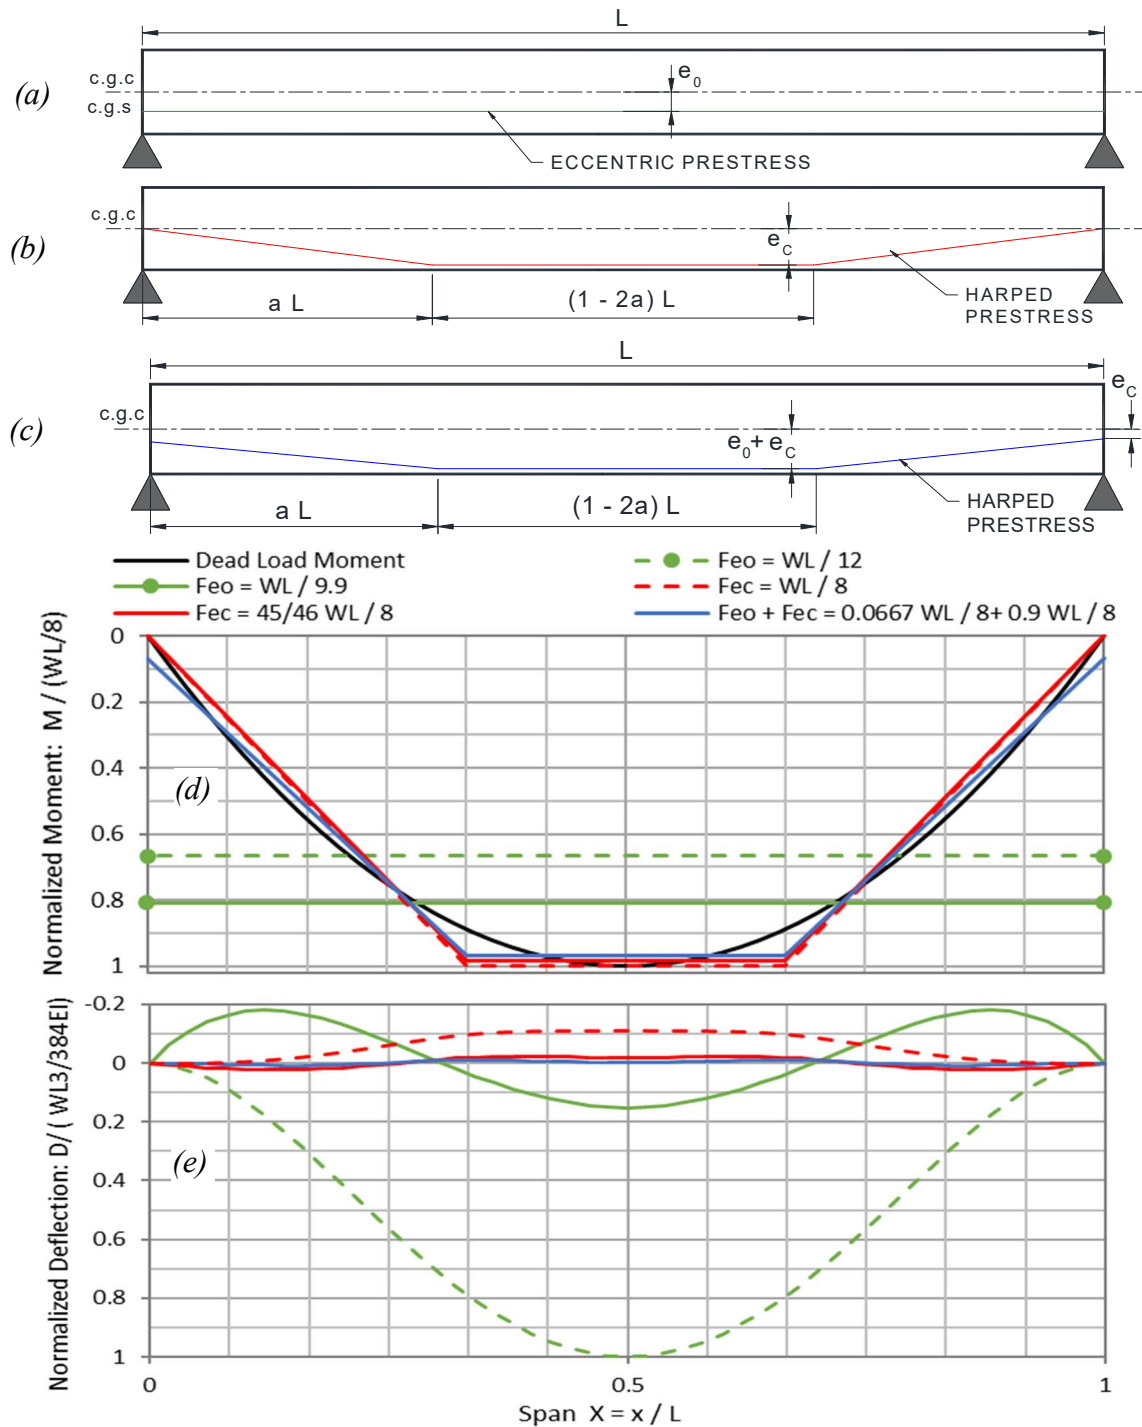 L
(a)
c.g.c
c.g.s
e0
ECCENTRIC PRESTRESS
(b)
c.g.c
eC
HARPED
PRESTRESS
a L
(1 - 2a) L
L
(c)
c.g.c
eC
e0+ eC
HARPED
PRESTRESS
a L
(1 - 2a) L
Dead Load Moment
Feo = WL / 12
Feo = WL / 9.9
Fec = WL / 8
Fec = 45/46 WL / 8
Feo + Fec = 0.0667 WL / 8+ 0.9 WL / 8
Normalized Moment: M / (WL/8)
0
0.2
0.4
0.6
0.8
1
(d)
Normalized Deflection: D/ ( WL3/384EI)
-0.2
0
0.2
0.4
0.6
0.8
1
(e)
0
0.5
1
Span X = x / L